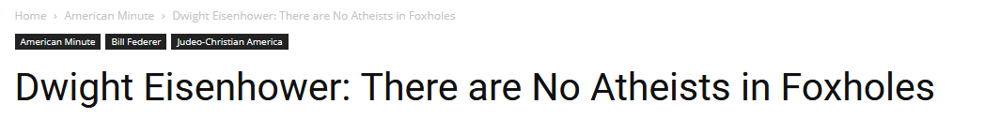 Home › American Minute › Dwight Eisenhower: There are No Atheists in Foxholes
American Minute Bill Federer Judeo-Christian America
Dwight Eisenhower: There are No Atheists in Foxholes